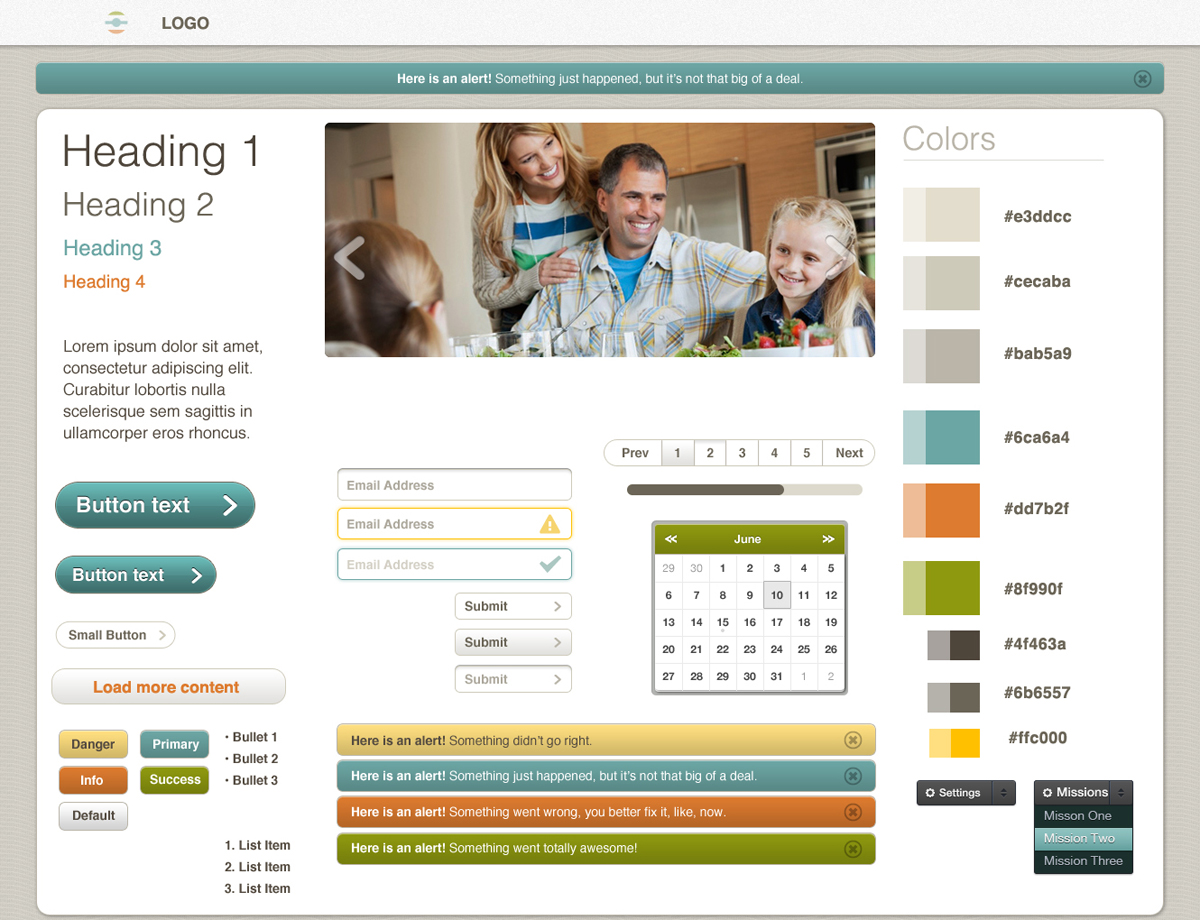 LOGO
Here is an alert! Something just happened, but it's not that big of a deal.
Heading 1
Heading 2
Heading 3
Heading 4
Lorem ipsum dolor sit amet,
consectetur adipiscing elit.
Curabitur lobortis nulla
scelerisque sem sagittis in
ullamcorper eros rhoncus.
Button text
Button text
Small Button
Load more content
Danger
Primary
Info
Success
Default
• Bullet 1
• Bullet 2
• Bullet 3
1. List Item
2. List Item
3. List Item
Prev 1 2 3 4 5 Next
Email Address
Email Address
Email Address
Submit
Submit
Submit
« June »
29 30 1 2 3 4 5
6 7 8 9 10 11 12
13 14 15 16 17 18 19
20 21 22 23 24 25 26
27 28 29 30 31 1 2
Here is an alert! Something didn't go right.
Here is an alert! Something just happened, but it's not that big of a deal.
Here is an alert! Something went wrong, you better fix it, like, now.
Here is an alert! Something went totally awesome!
Colors
#e3ddcc
#cecaba
#bab5a9
#6ca6a4
#dd7b2f
#8f990f
#4f463a
#6b6557
#ffc000
Settings
Missions
Misson One
Mission Two
Mission Three